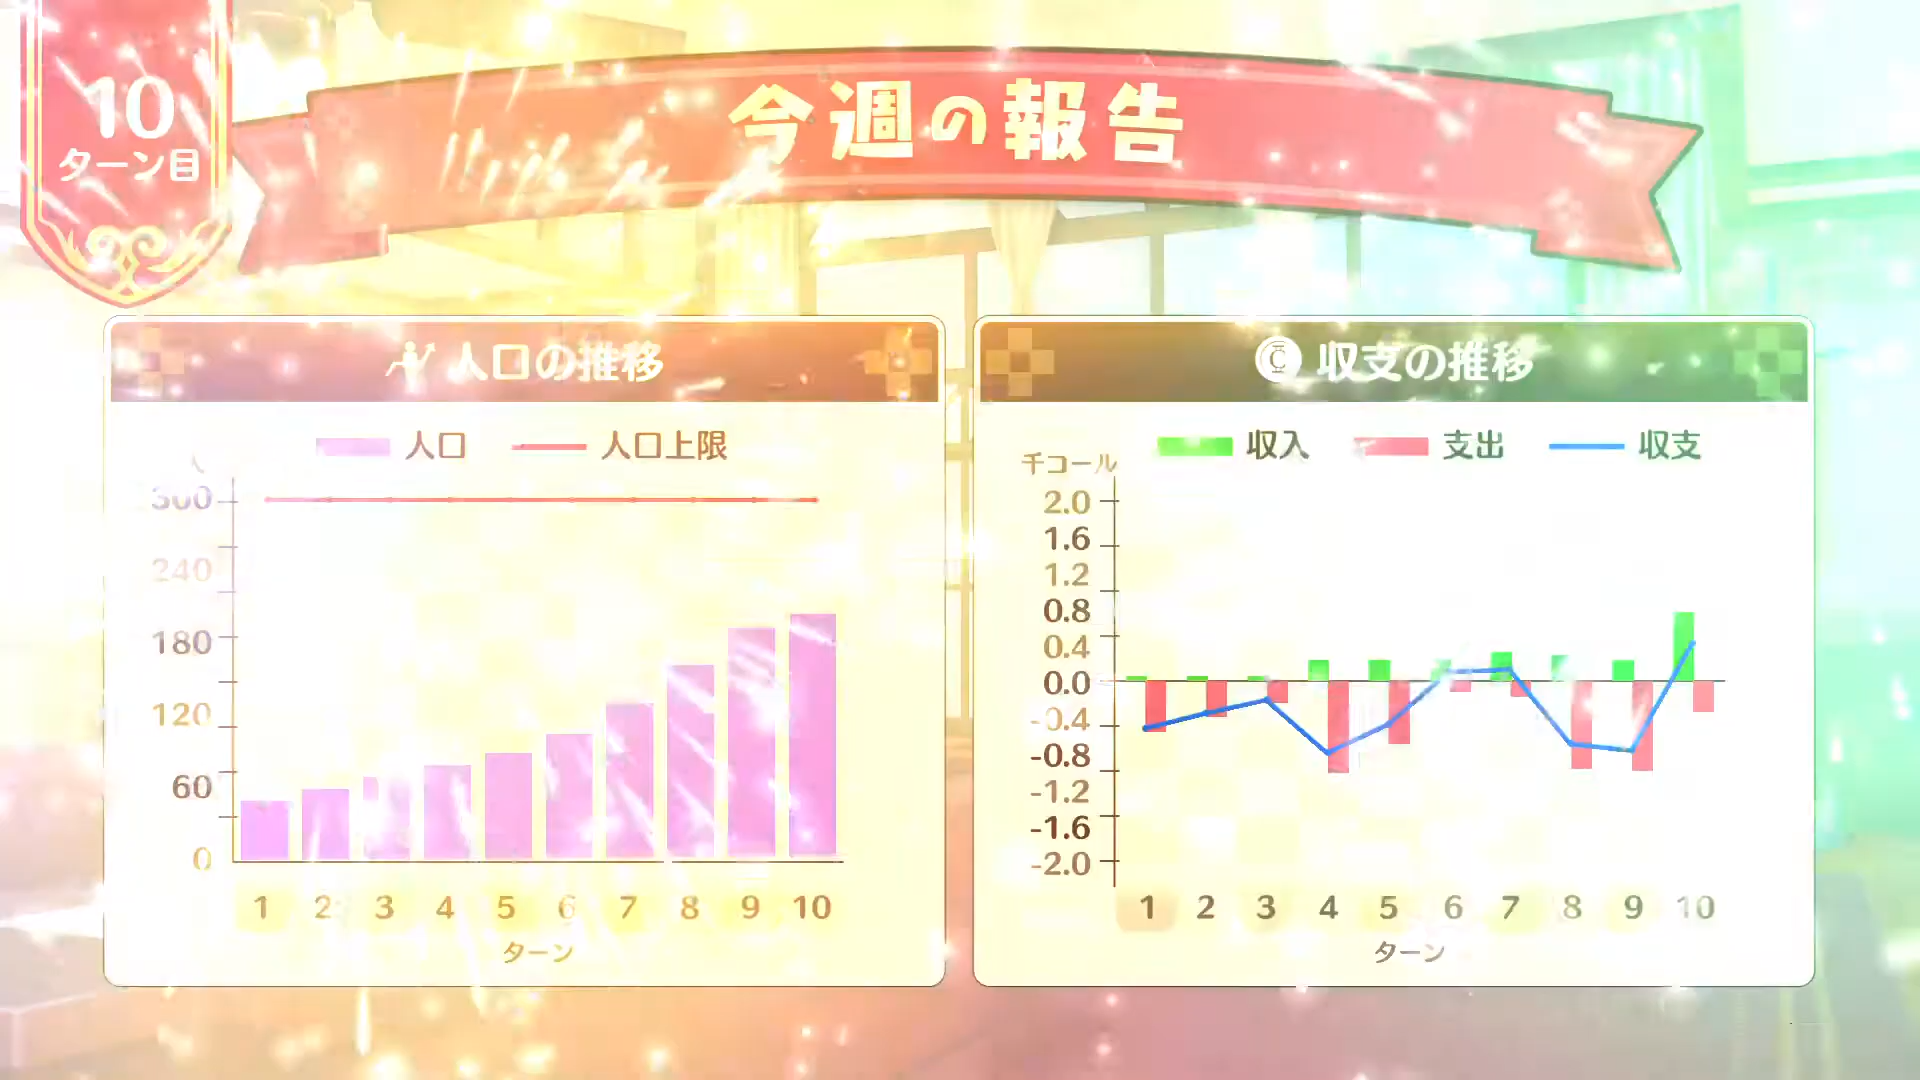 10
ターン目
今週の報告
人口の推移
人口
人口上限
人
300
240
180
120
60
0
1 2 3 4 5 6 7 8 9 10
ターン
収支の推移
収入
支出
収支
千コール
2.0
1.6
1.2
0.8
0.4
0.0
-0.4
-0.8
-1.2
-1.6
-2.0
1 2 3 4 5 6 7 8 9 10
ターン